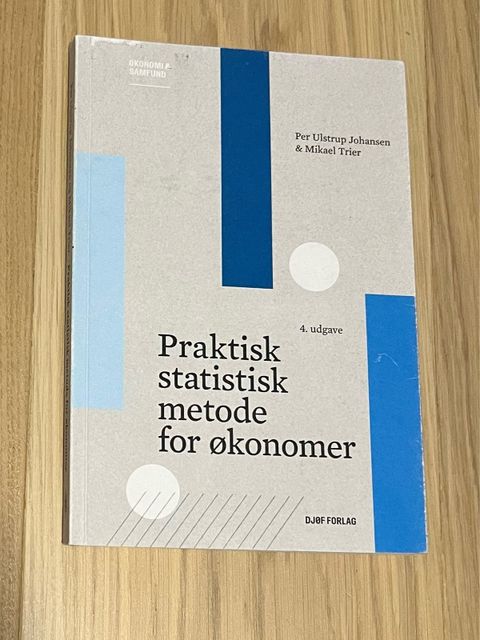 ØKONOMI &
SAMFUND
Per Ulstrup Johansen
& Mikael Trier
4. udgave
Praktisk
statistisk
metode
for økonomer
DJØF FORLAG